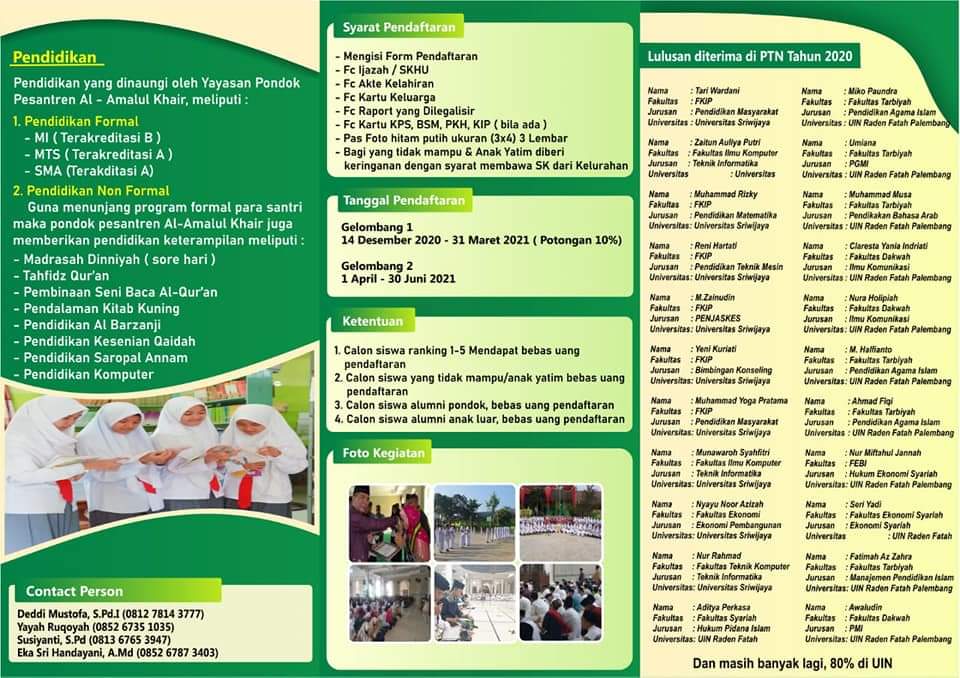 Pendidikan
Pendidikan yang dinaungi oleh Yayasan Pondok
Pesantren Al - Amalul Khair, meliputi :
1. Pendidikan Formal
- MI ( Terakreditasi B )
- MTS ( Terakreditasi A )
- SMA (Terakditasi A)
2. Pendidikan Non Formal
Guna menunjang program formal para santri
maka pondok pesantren Al-Amalul Khair juga
memberikan pendidikan keterampilan meliputi :
- Madrasah Dinniyah ( sore hari )
- Tahfidz Qur'an
- Pembinaan Seni Baca Al-Qur'an
- Pendalaman Kitab Kuning
- Pendidikan Al Barzanji
- Pendidikan Kesenian Qaidah
- Pendidikan Saropal Annam
- Pendidikan Komputer
Contact Person
Deddi Mustofa, S.Pd.I (0812 7814 3777)
Yayah Ruqoyah (0852 6735 1035)
Susiyanti, S.Pd (0813 6765 3947)
Eka Sri Handayani, A.Md (0852 6787 3403)
Syarat Pendaftaran
- Mengisi Form Pendaftaran
- Fc Ijazah / SKHU
- Fc Akte Kelahiran
- Fc Kartu Keluarga
- Fc Raport yang Dilegalisir
- Fc Kartu KPS, BSM, PKH, KIP ( bila ada )
- Pas Foto hitam putih ukuran (3x4) 3 Lembar
- Bagi yang tidak mampu & Anak Yatim diberi
keringanan dengan syarat membawa SK dari Kelurahan
Tanggal Pendaftaran
Gelombang 1
14 Desember 2020 - 31 Maret 2021 ( Potongan 10%)
Gelombang 2
1 April - 30 Juni 2021
Ketentuan
1. Calon siswa ranking 1-5 Mendapal bebas uang
pendaftaran
2. Calon siswa yang tidak mampu/anak yatim bebas uang
pendaftaran
3. Calon siswa alumni pondok, bebas uang pendaftaran
4. Calon siswa alumni anak luar, bebas uang pendaftaran
Foto Kegiatan
Lulusan diterima di PTN Tahun 2020
Nama : Tari Wardani
Fakultas : FKIP
Jurusan : Pendidikan Masyarakat
Universitas : Universitas Sriwijaya
Nama : Zaitun Auliya Putri
Fakultas : Fakultas Ilmu Komputer
Jurusan : Teknik Informatika
Universitas : Universitas
Nama : Muhammad Rizky
Fakultas : FKIP
Jurusan : Pendidikan Matematika
Universitas: Universitas Sriwijaya
Nama : Reni Hartati
Fakultas : FKIP
Jurusan : Pendidikan Teknik Mesin
Universitas: Universitas Sriwijaya
Nama : M.Zainudin
Fakultas : FKIP
Jurusan : PENJASKES
Universitas: Universitas Sriwijaya
Nama : Yeni Kuriati
Fakultas : FKIP
Jurusan : Bimbingan Konseling
Universitas: Universitas Sriwijaya
Nama : Muhammad Yoga Pratama
Fakultas : FKIP
Jurusan : Pendidikan Masyarakat
Universitas: Universitas Sriwijaya
Nama : Munawaroh Syahfitri
Fakultas : Fakultas Ilmu Komputer
Jurusan : Teknik Informatika
Universitas: Universitas Sriwijaya
Nama : Nyayu Noor Azizah
Fakultas : Fakultas Ekonomi
Jurusan : Ekonomi Pembangunan
Universitas: Universitas Sriwijaya
Nama : Nur Rahmad
Fakultas : Fakultas Teknik Komputer
Jurusan : Teknik Informatika
Universitas: Universitas Sriwijaya
Nama : Aditya Perkasa
Fakultas : Fakultas Syariah
Jurusan : Hukum Pidana Islam
Universitas: UIN Raden Fatah
Nama : Miko Paundra
Fakultas : Fakultas Tarbiyah
Jurusan : Pendidikan Agama Islam
Universitas : UIN Raden Fatah Palembang
Nama : Umiana
Fakultas : Fakultas Tarbiyah
Jurusan : PGMI
Universitas : UIN Raden Fatah Palembang
Nama : Muhammad Musa
Fakultas : Fakultas Tarbiyah
Jurusan : Pendikakan Bahasa Arab
Universitas : UIN Raden Fatah Palembang
Nama : Claresta Yania Indriati
Fakultas : Fakultas Dakwah
Jurusan : Ilmu Komunikasi
Universitas: UIN Raden Fatah Palembang
Nama : Nura Holipiah
Fakultas : Fakultas Dakwah
Jurusan : Ilmu Komunikasi
Universitas : UIN Raden Fatah Palembang
Nama : M. Halfianto
Fakultas : Fakultas Tarbiyah
Jurusan : Pendidikan Agama Islam
Universitas: UIN Raden Fatah Palembang
Nama : Ahmad Fiqi
Fakultas : Fakultas Tarbiyah
Jurusan : Pendidikan Agama Islam
Universitas : UIN Raden Fatah Palembang
Nama : Nur Miftahul Jannah
Fakultas : FEBI
Jurusan : Hukum Ekonomi Syariah
Universitas: UIN Raden Fatah Palembang
Nama : Seri Yadi
Fakultas : Fakultas Ekonomi Syariah
Jurusan : Ekonomi Syariah
Universitas : UIN Raden Fatah
Nama : Fatimah Az Zahra
Fakultas : Fakultas Tarbiyah
Jurusan : Manajemen Pendidikan Islam
Universitas : UIN Raden Fatah Palembang
Nama : Awaludin
Fakultas : Fakultas Dakwah
Jurusan : PMI
Universitas : UIN Raden Fatah Palembang
Dan masih banyak lagi, 80% di UIN